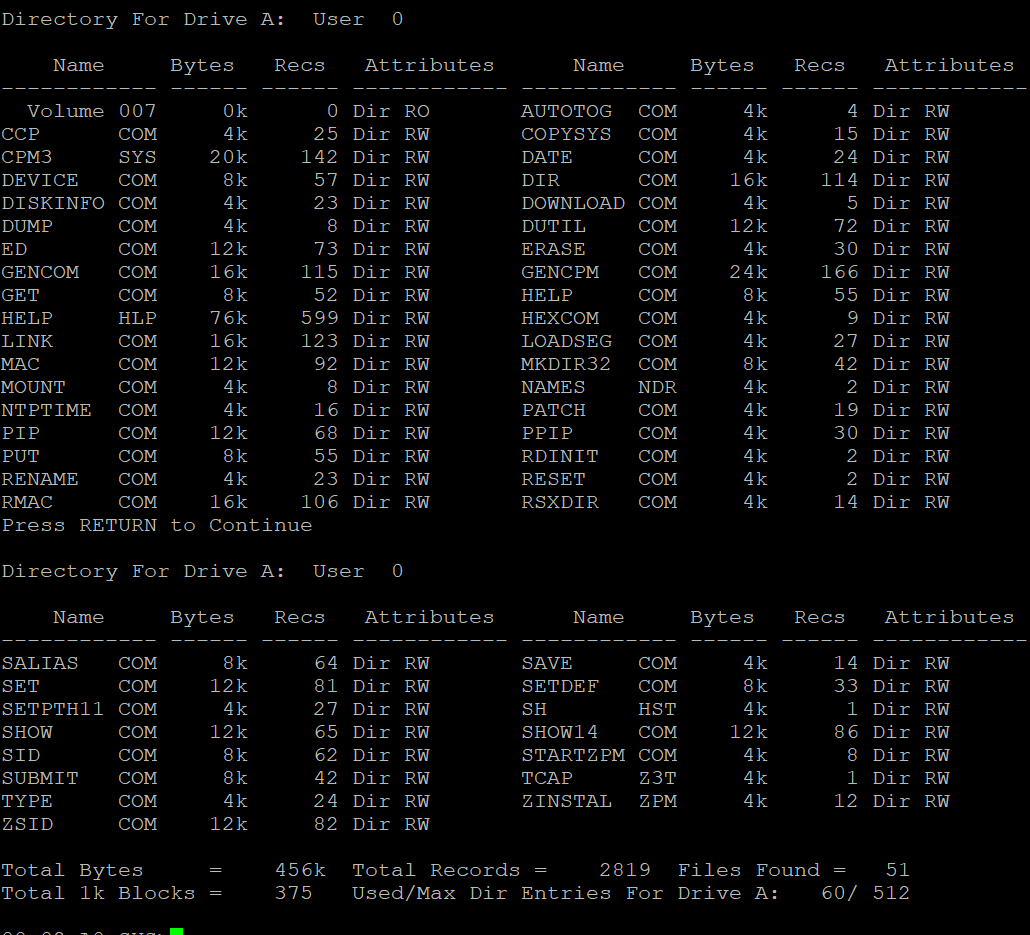 Directory For Drive A:  User  0
    Name     Bytes   Recs   Attributes      Name     Bytes   Recs   Attributes
------------ ------ ------ ------------ ------------ ------ ------ ------------
  Volume 007     0k      0 Dir RO       AUTOTOG  COM     4k      4 Dir RW
CCP      COM     4k     25 Dir RW       COPYSYS  COM     4k     15 Dir RW
CPM3     SYS    20k    142 Dir RW       DATE     COM     4k     24 Dir RW
DEVICE   COM     8k     57 Dir RW       DIR      COM    16k    114 Dir RW
DISKINFO COM     4k     23 Dir RW       DOWNLOAD COM     4k      5 Dir RW
DUMP     COM     4k      8 Dir RW       DUTIL    COM    12k     72 Dir RW
ED       COM    12k     73 Dir RW       ERASE    COM     4k     30 Dir RW
GENCOM   COM    16k    115 Dir RW       GENCPM   COM    24k    166 Dir RW
GET      COM     8k     52 Dir RW       HELP     COM     8k     55 Dir RW
HELP     HLP    76k    599 Dir RW       HEXCOM   COM     4k      9 Dir RW
LINK     COM    16k    123 Dir RW       LOADSEG  COM     4k     27 Dir RW
MAC      COM    12k     92 Dir RW       MKDIR32  COM     8k     42 Dir RW
MOUNT    COM     4k      8 Dir RW       NAMES    NDR     4k      2 Dir RW
NTPTIME  COM     4k     16 Dir RW       PATCH    COM     4k     19 Dir RW
PIP      COM    12k     68 Dir RW       PPIP     COM     4k     30 Dir RW
PUT      COM     8k     55 Dir RW       RDINIT   COM     4k      2 Dir RW
RENAME   COM     4k     23 Dir RW       RESET    COM     4k      2 Dir RW
RMAC     COM    16k    106 Dir RW       RSXDIR   COM     4k     14 Dir RW
Press RETURN to Continue
Directory For Drive A:  User  0
    Name     Bytes   Recs   Attributes      Name     Bytes   Recs   Attributes
------------ ------ ------ ------------ ------------ ------ ------ ------------
SALIAS   COM     8k     64 Dir RW       SAVE     COM     4k     14 Dir RW
SET      COM    12k     81 Dir RW       SETDEF   COM     8k     33 Dir RW
SETPTH11 COM     4k     27 Dir RW       SH       HST     4k      1 Dir RW
SHOW     COM    12k     65 Dir RW       SHOW14   COM    12k     86 Dir RW
SID      COM     8k     62 Dir RW       STARTZPM COM     4k      8 Dir RW
SUBMIT   COM     8k     42 Dir RW       TCAP     Z3T     4k      1 Dir RW
TYPE     COM     4k     24 Dir RW       ZINSTAL  ZPM     4k     12 Dir RW
ZSID     COM    12k     82 Dir RW
Total Bytes     =    456k  Total Records =    2819  Files Found =   51
Total 1k Blocks =    375   Used/Max Dir Entries For Drive A:   60/ 512